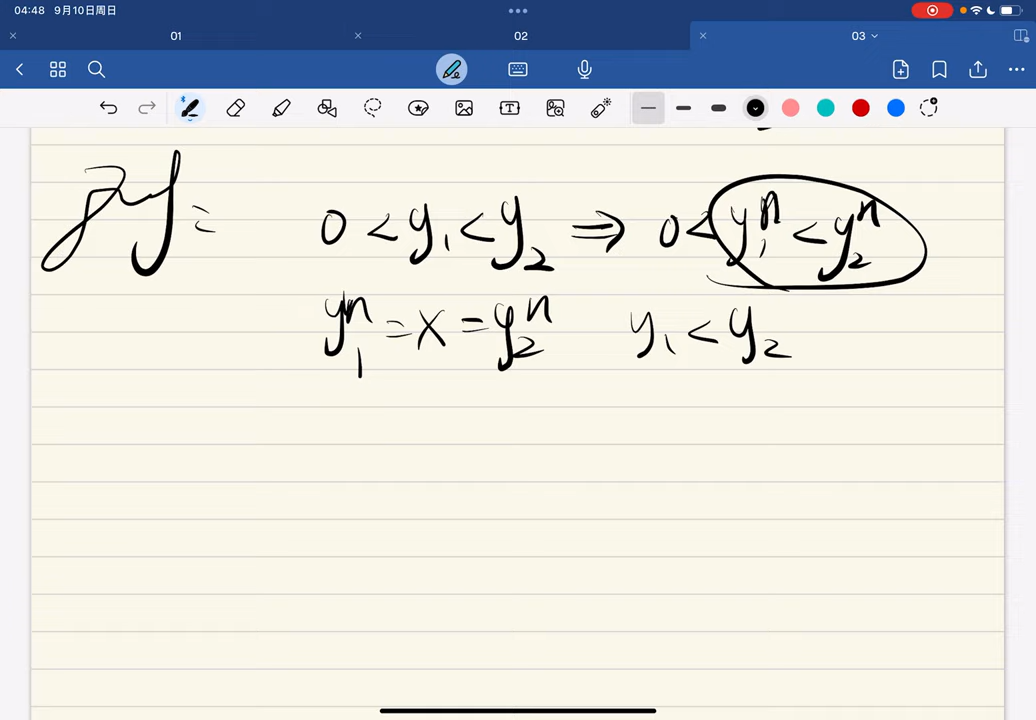 04:48 9月10日周日
01 02 03
pf: 0 < y₁ < y₂ ⇒ 0 < y₁ⁿ < y₂ⁿ
y₁ⁿ = x = y₂ⁿ y₁ < y₂